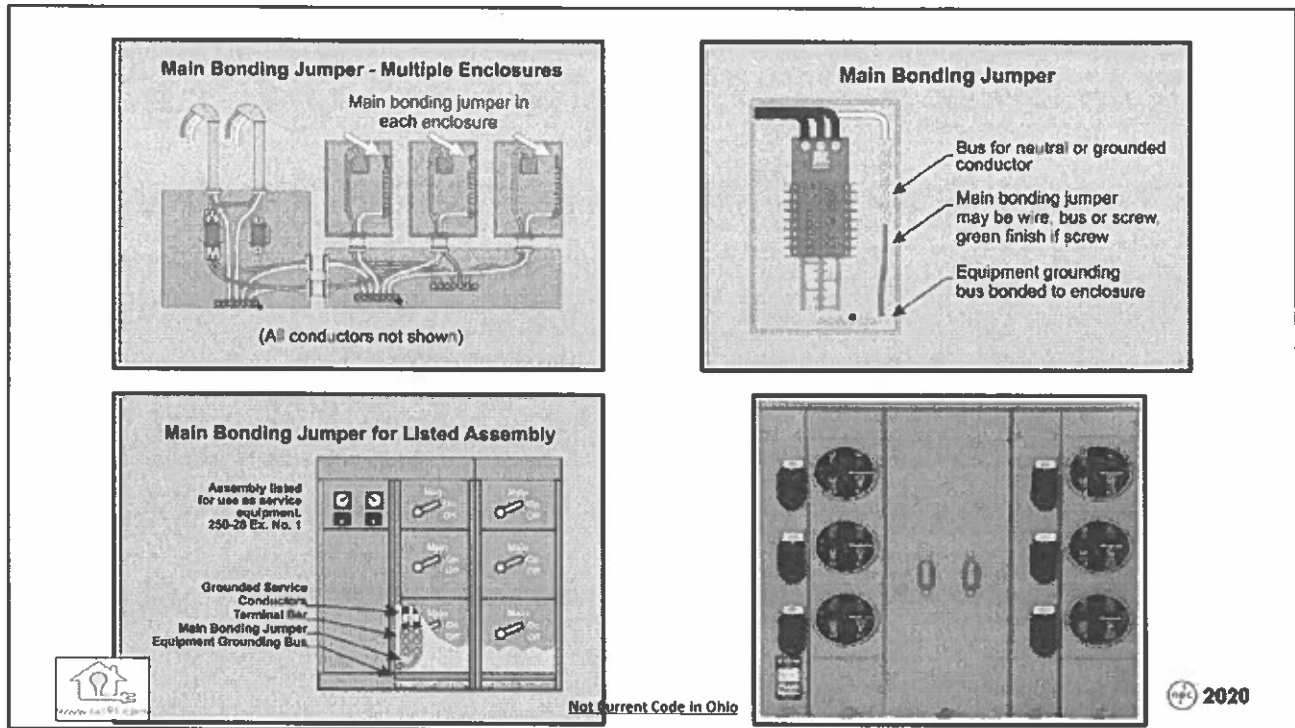 Main Bonding Jumper - Multiple Enclosures
Main bonding jumper in
each enclosure
(All conductors not shown)
Main Bonding Jumper
Bus for neutral or grounded
conductor
Main bonding jumper
may be wire, bus or screw,
green finish if screw
Equipment grounding
bus bonded to enclosure
Main Bonding Jumper for Listed Assembly
Assembly listed
for use as service
equipment.
250-28 Ex. No. 1
Grounded Service
Conductors
Terminal Bar
Main Bonding Jumper
Equipment Grounding Bus
Not Current Code in Ohio
2020